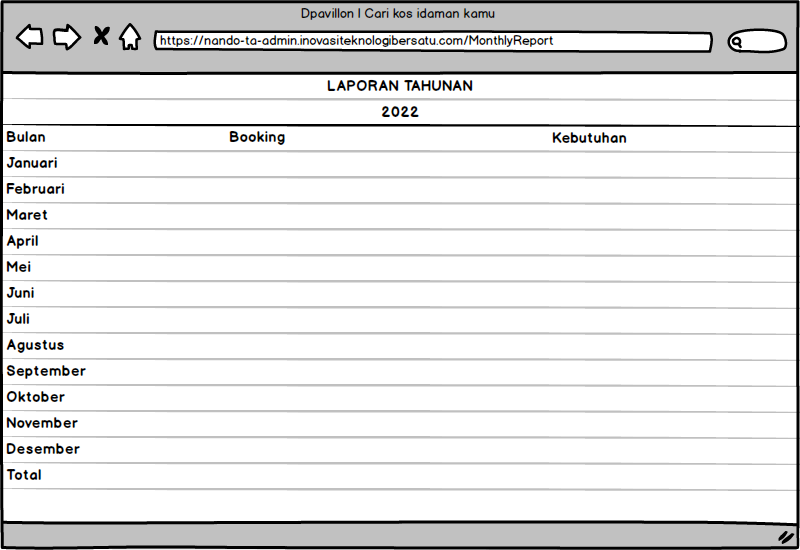 Dpavillon | Cari kos idaman kamu
https://nando-ta-admin.inovasiteknologibersatu.com/MonthlyReport
LAPORAN TAHUNAN
2022
Bulan Booking Kebutuhan
Januari
Februari
Maret
April
Mei
Juni
Juli
Agustus
September
Oktober
November
Desember
Total